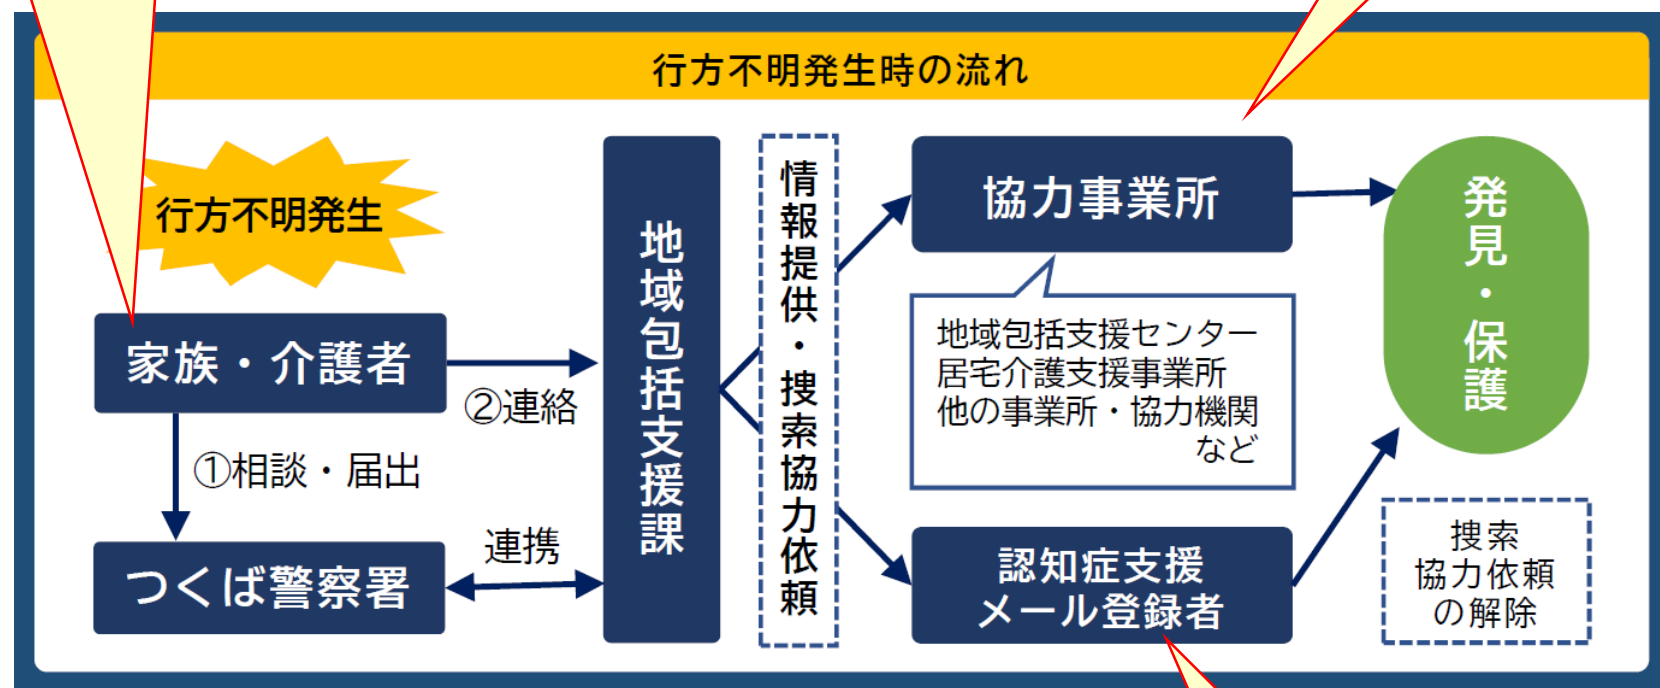 行方不明発生時の流れ
行方不明発生
家族・介護者
②連絡
①相談・届出
つくば警察署
連携
地域包括支援課
情報提供・捜索協力依頼
協力事業所
地域包括支援センター
居宅介護支援事業所
他の事業所・協力機関
など
認知症支援
メール登録者
発見・保護
捜索
協力依頼
の解除